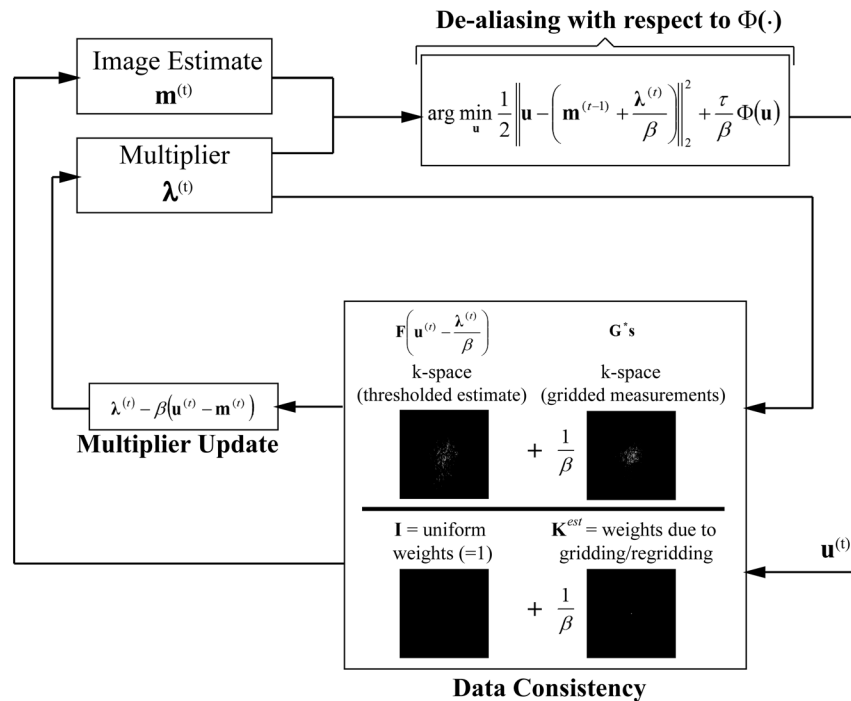 De-aliasing with respect to Φ(·)
Image Estimate
m^(t)
arg min_u 1/2 ‖u − (m^(t−1) + λ^(t)/β)‖_2^2 + τ/β Φ(u)
Multiplier
λ^(t)
F(u^(t) − λ^(t)/β)
G*s
k-space
(thresholded estimate)
k-space
(gridded measurements)
λ^(t) − β(u^(t) − m^(t))
Multiplier Update
+ 1/β
I = uniform
weights (=1)
K^est = weights due to
gridding/regridding
u^(t)
+ 1/β
Data Consistency